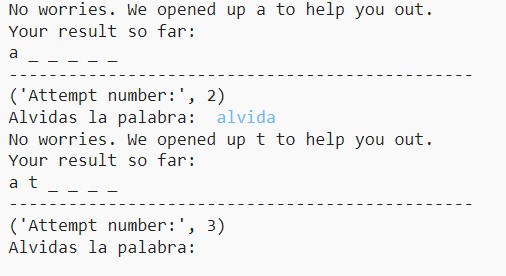 No worries. We opened up a to help you out.
Your result so far:
a _ _ _ _ _
-----------------------------------------------
('Attempt number:', 2)
Alvidas la palabra:  alvida
No worries. We opened up t to help you out.
Your result so far:
a t _ _ _ _
-----------------------------------------------
('Attempt number:', 3)
Alvidas la palabra: